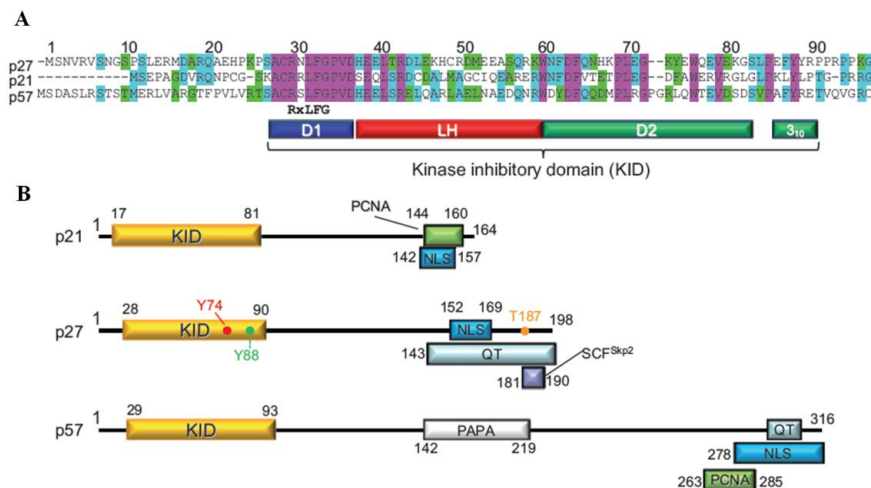 A
1 10 20 30 40 50 60 70 80 90
p27 -MSNVRVSNGSPSLERMDARQAEHPKPSACRNLFGPVDHEELTRDLEKHCRDMEEASQRKWNFDFQNHKPLEG--KYEWQEVEKGSLPEFYYRPPRPPKG
p21 -----------MSEPAGDVRQNPCG-SKACRRLFGPVDSEQLSRDCDALMAGCIQEARERWNFDFVTETPLEG--DFAWERVRGLGLPKLYLPTG-PRRG
p57 MSDASLRSTSTMERLVARGTFPVLVRTSACRSLFGPVDHEELSRELQARLAELNAEDQNRWDYDFQQDMPLRGPGRLQWTEVDSDSVPAFYRETVQVGRC
RxLFG
D1 LH D2 3₁₀
Kinase inhibitory domain (KID)
B
p21 1 17 KID 81 PCNA 144 160 164
142 NLS 157
p27 1 28 KID 90 Y74 Y88 152 NLS 169 T187 198
143 QT SCF^Skp2
181 190
p57 1 29 KID 93 PAPA 142 219 QT 316
278 NLS
263 PCNA 285